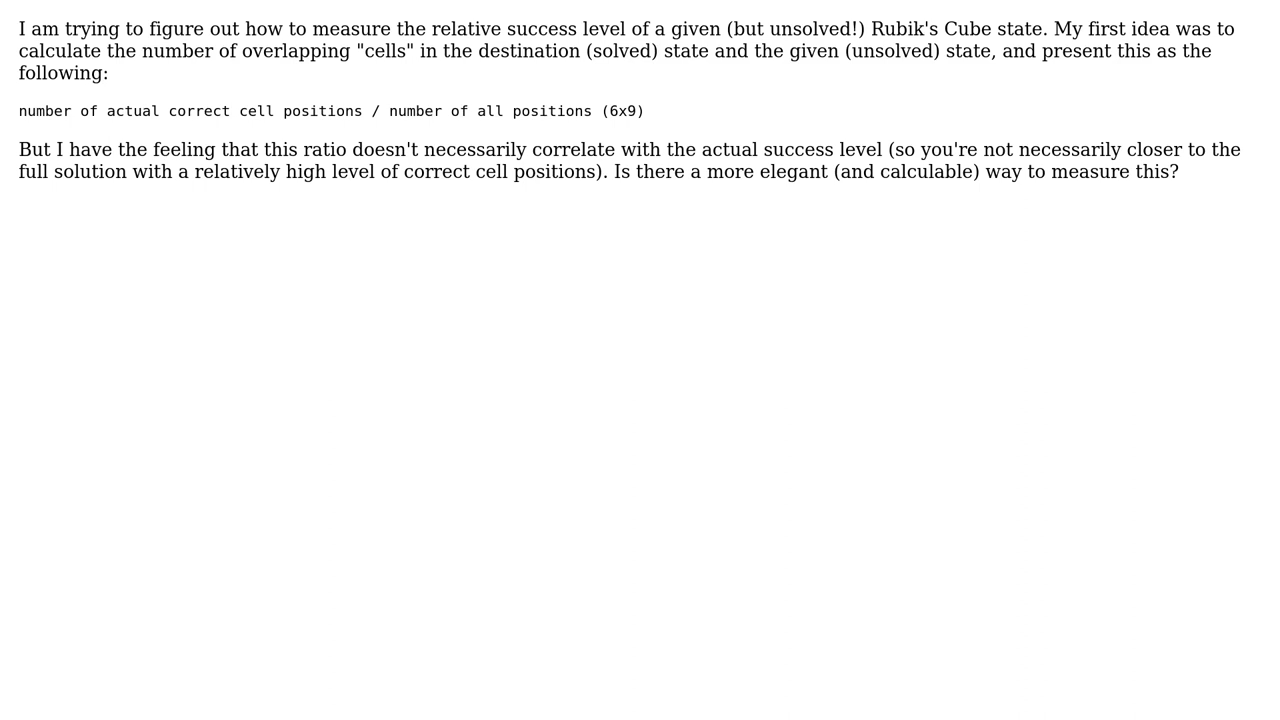 I am trying to figure out how to measure the relative success level of a given (but unsolved!) Rubik's Cube state. My first idea was to
calculate the number of overlapping "cells" in the destination (solved) state and the given (unsolved) state, and present this as the
following:
number of actual correct cell positions / number of all positions (6x9)
But I have the feeling that this ratio doesn't necessarily correlate with the actual success level (so you're not necessarily closer to the
full solution with a relatively high level of correct cell positions). Is there a more elegant (and calculable) way to measure this?